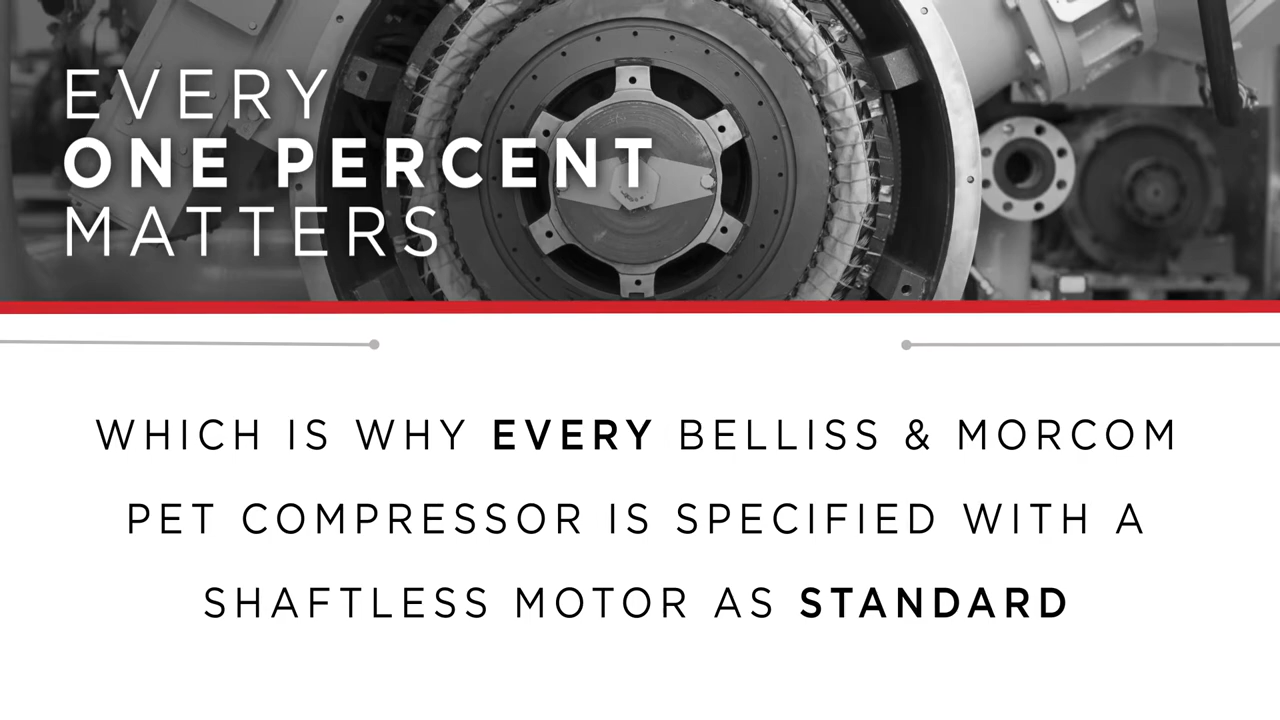 EVERY
ONE PERCENT
MATTERS
WHICH IS WHY EVERY BELLISS & MORCOM
PET COMPRESSOR IS SPECIFIED WITH A
SHAFTLESS MOTOR AS STANDARD